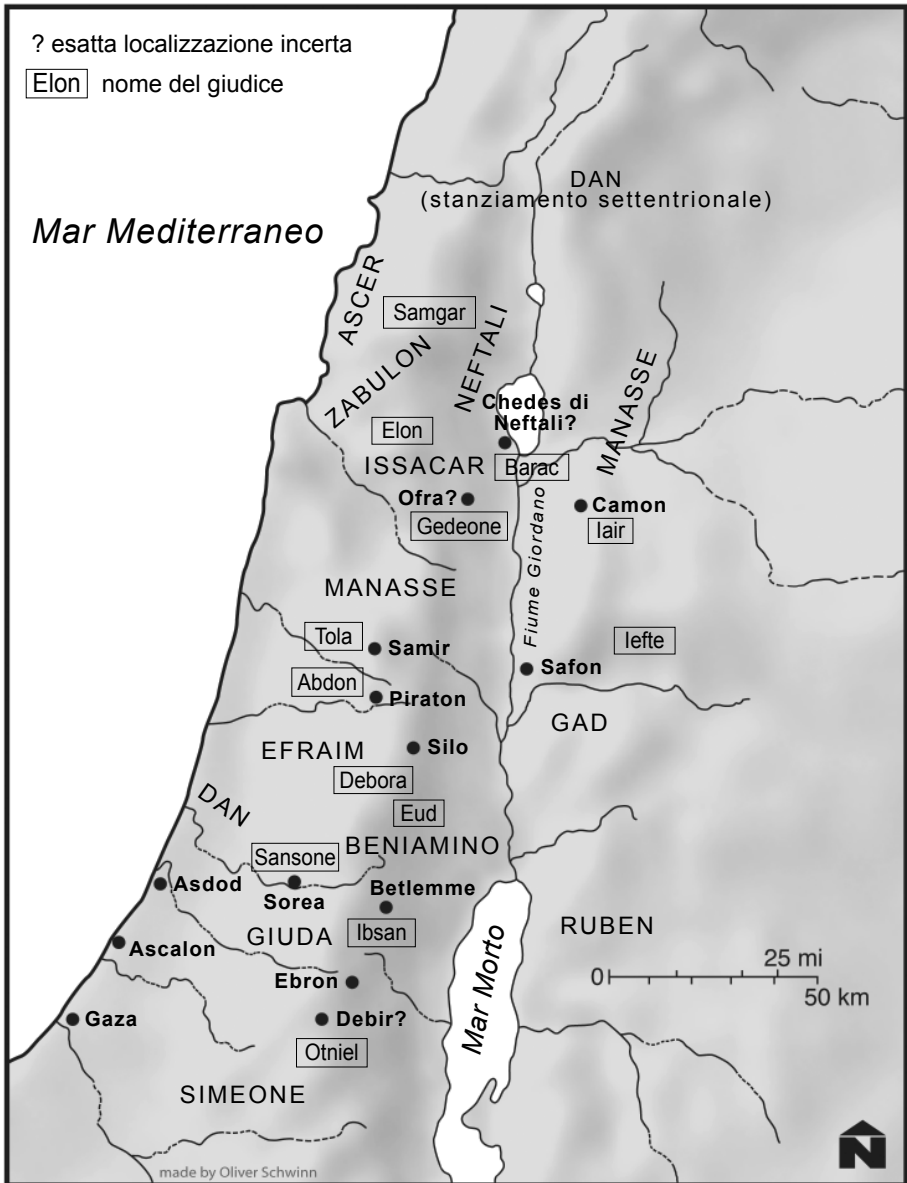 ? esatta localizzazione incerta
Elon nome del giudice
DAN
(stanziamento settentrionale)
Mar Mediterraneo
ASCER
Samgar
NEFTALI
ZABULON
MANASSE
Chedes di
Neftali?
Elon
ISSACAR
Barac
Ofra?
Camon
Gedeone
Iair
Fiume Giordano
MANASSE
Tola
Samir
Iefte
Safon
Abdon
Piraton
GAD
EFRAIM
Silo
Debora
DAN
Eud
BENIAMINO
Sansone
Asdod
Sorea
Betlemme
GIUDA
Ibsan
RUBEN
Ascalon
25 mi
0
50 km
Ebron
Mar Morto
Gaza
Debir?
Otniel
SIMEONE
N
made by Oliver Schwinn